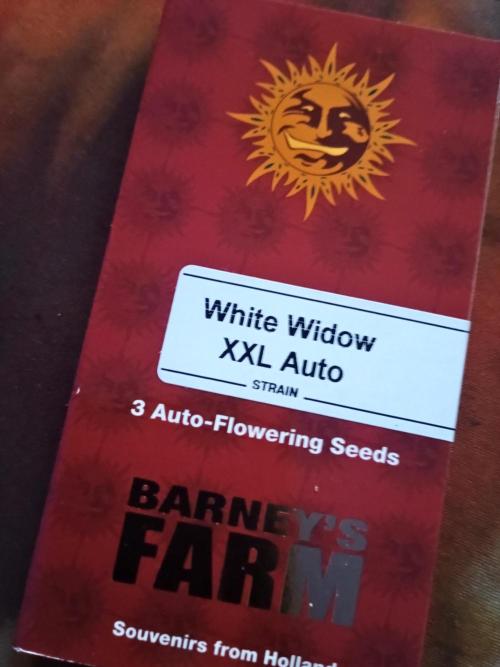 White Widow
XXL Auto
STRAIN
3 Auto-Flowering Seeds
BARNEY'S
FARM
Souvenirs from Holland